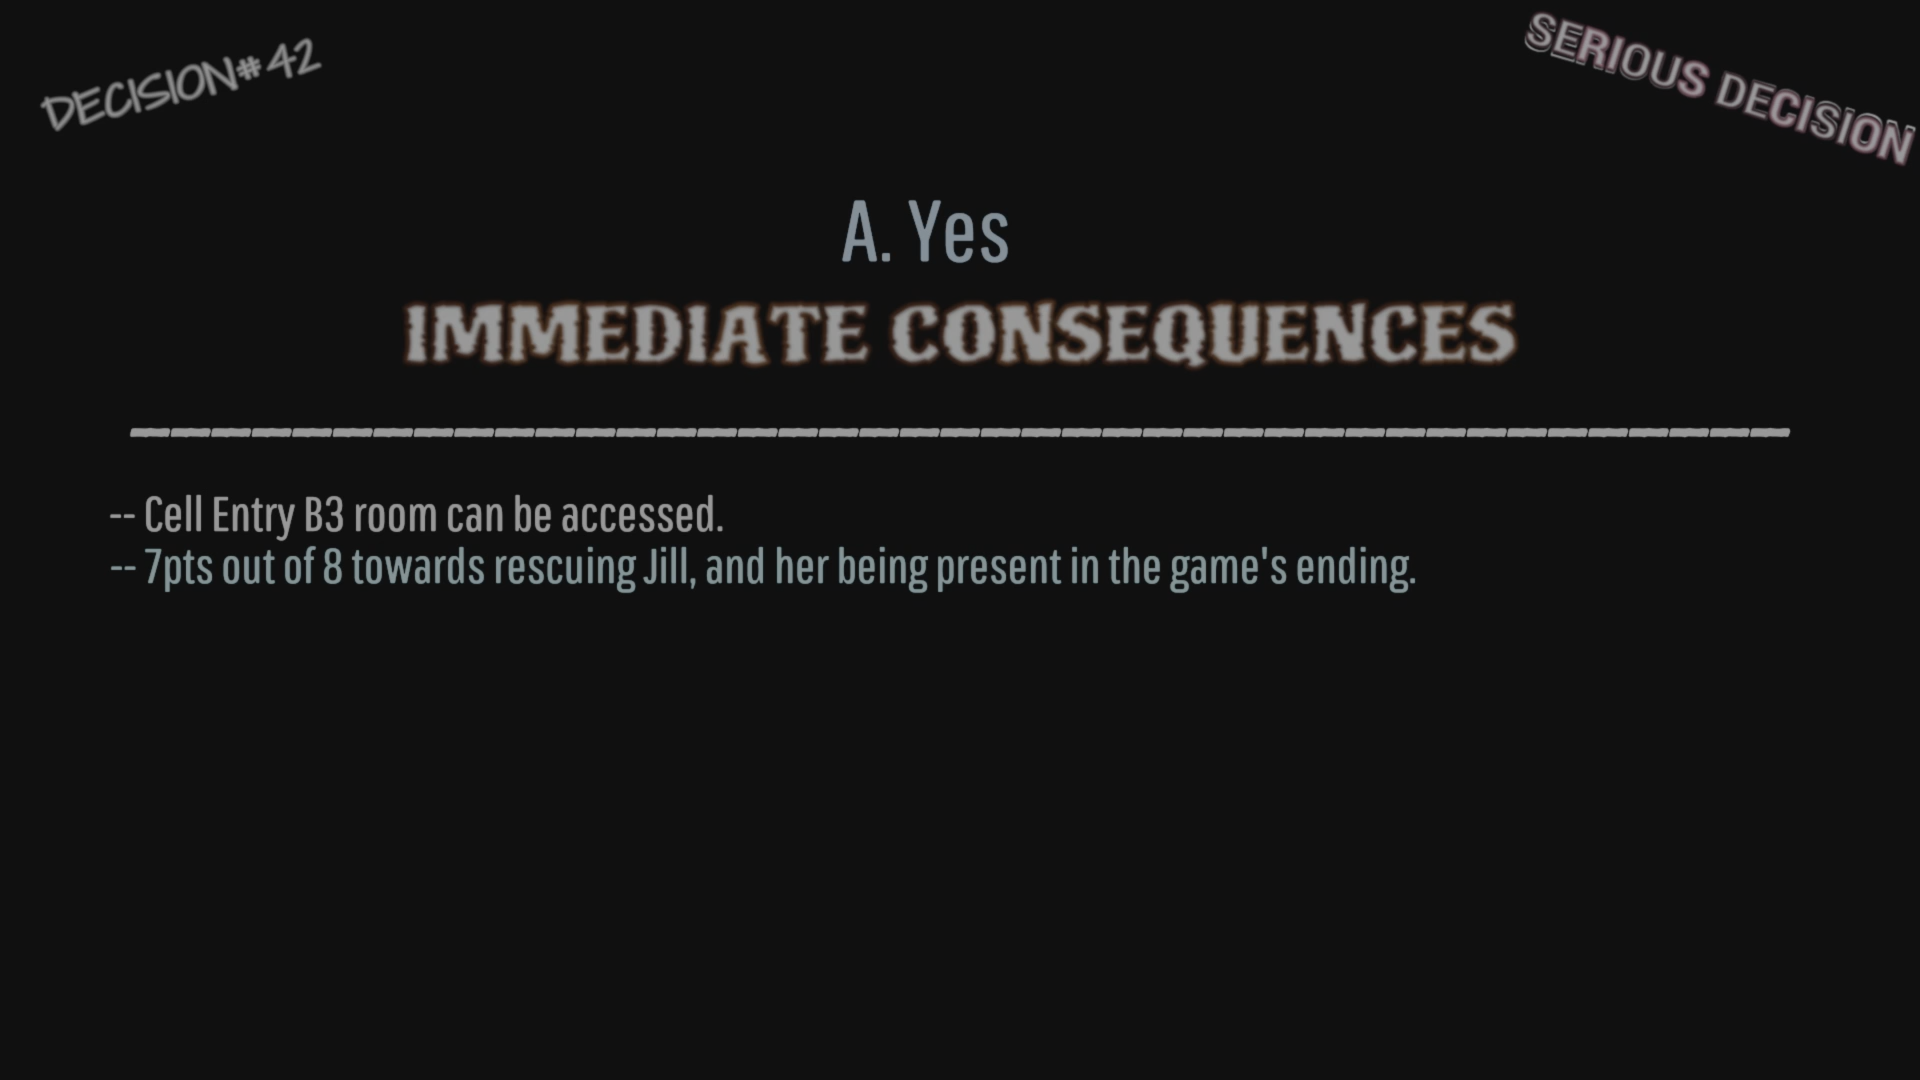 DECISION# 42
SERIOUS DECISION
A. Yes
IMMEDIATE CONSEQUENCES
-- Cell Entry B3 room can be accessed.
-- 7pts out of 8 towards rescuing Jill, and her being present in the game's ending.